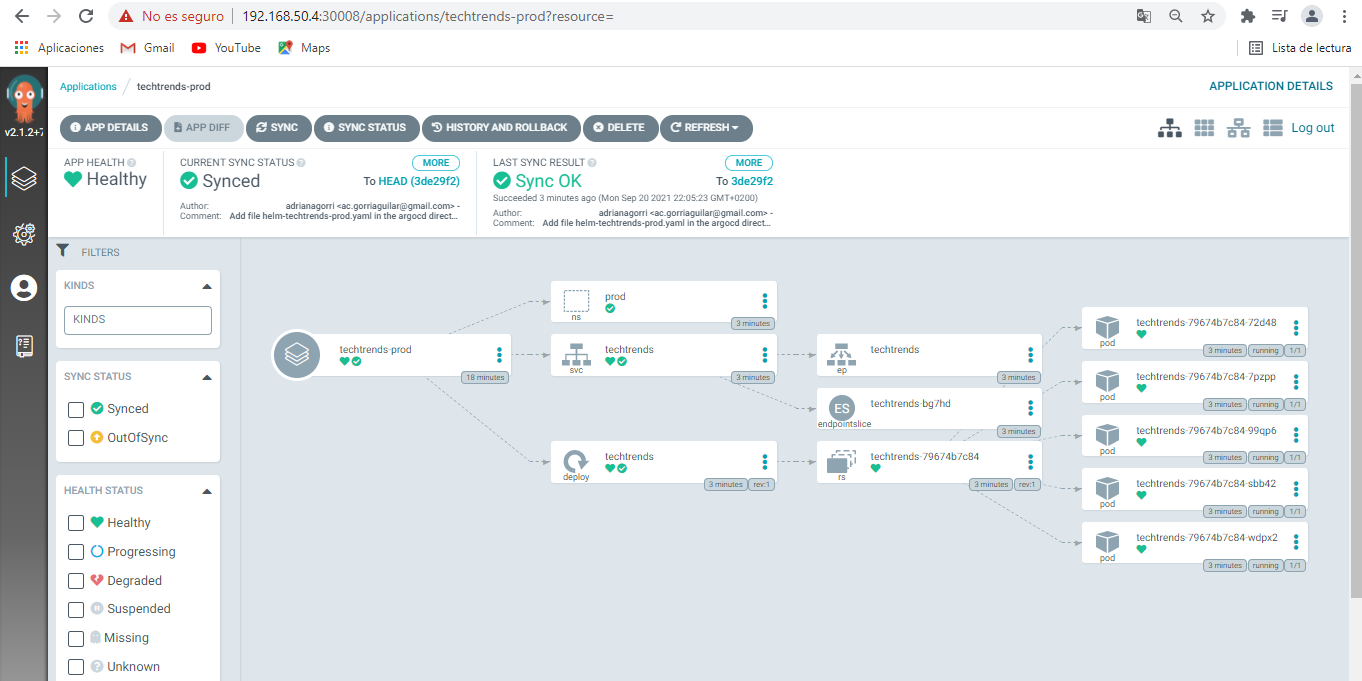 No es seguro 192.168.50.4:30008/applications/techtrends-prod?resource=
Aplicaciones Gmail YouTube Maps Lista de lectura
v2.1.2+7
Applications / techtrends-prod APPLICATION DETAILS
APP DETAILS APP DIFF SYNC SYNC STATUS HISTORY AND ROLLBACK DELETE REFRESH Log out
APP HEALTH
Healthy
CURRENT SYNC STATUS MORE
Synced To HEAD (3de29f2)
Author: adrianagorri <ac.gorriaguilar@gmail.com> -
Comment: Add file helm-techtrends-prod.yaml in the argocd direct...
LAST SYNC RESULT MORE
Sync OK To 3de29f2
Succeeded 3 minutes ago (Mon Sep 20 2021 22:05:23 GMT+0200)
Author: adrianagorri <ac.gorriaguilar@gmail.com> -
Comment: Add file helm-techtrends-prod.yaml in the argocd direct...
FILTERS
KINDS
KINDS
SYNC STATUS
Synced
OutOfSync
HEALTH STATUS
Healthy
Progressing
Degraded
Suspended
Missing
Unknown
techtrends-prod
18 minutes
prod
ns
3 minutes
techtrends
svc
3 minutes
techtrends
deploy
3 minutes rev:1
techtrends
ep
3 minutes
ES techtrends-bg7hd
endpointslice
3 minutes
techtrends-79674b7c84
rs
3 minutes rev:1
techtrends-79674b7c84-72d48
pod
3 minutes running 1/1
techtrends-79674b7c84-7pzpp
pod
3 minutes running 1/1
techtrends-79674b7c84-99qp6
pod
3 minutes running 1/1
techtrends-79674b7c84-sbb42
pod
3 minutes running 1/1
techtrends-79674b7c84-wdpx2
pod
3 minutes running 1/1